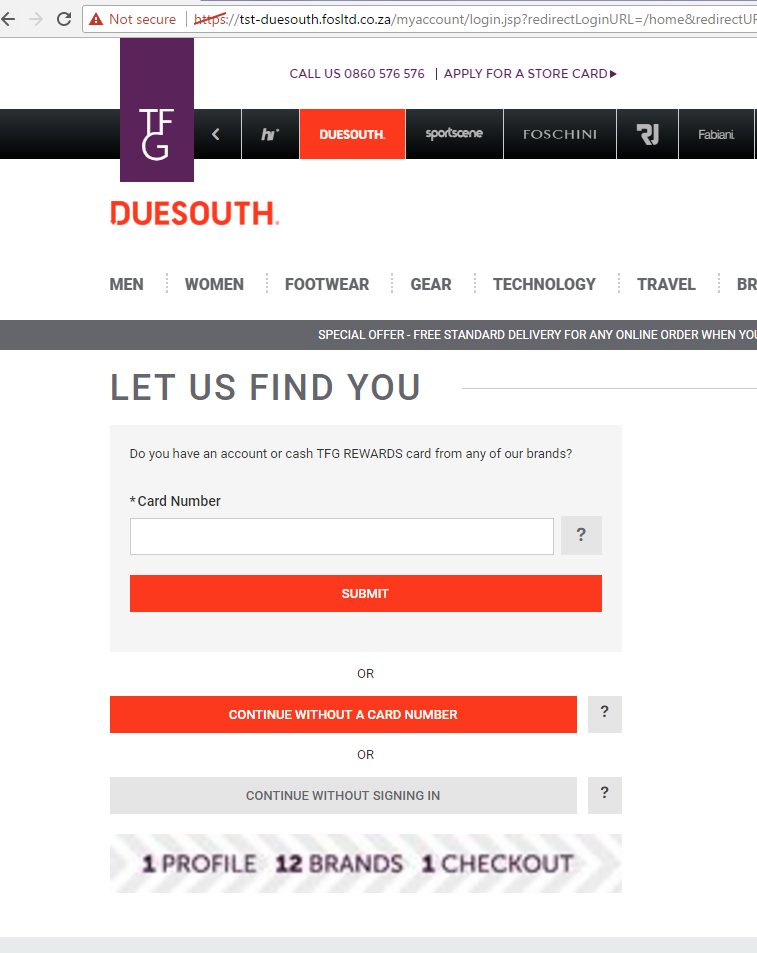 Not secure | https://tst-duesouth.fosltd.co.za/myaccount/login.jsp?redirectLoginURL=/home&redirectUR
CALL US 0860 576 576 | APPLY FOR A STORE CARD
TFG
hi
DUESOUTH.
sportscene
FOSCHINI
RJ
Fabiani.
DUESOUTH.
MEN
WOMEN
FOOTWEAR
GEAR
TECHNOLOGY
TRAVEL
BR
SPECIAL OFFER - FREE STANDARD DELIVERY FOR ANY ONLINE ORDER WHEN YOU
LET US FIND YOU
Do you have an account or cash TFG REWARDS card from any of our brands?
*Card Number
?
SUBMIT
OR
CONTINUE WITHOUT A CARD NUMBER
?
OR
CONTINUE WITHOUT SIGNING IN
?
1 PROFILE 12 BRANDS 1 CHECKOUT